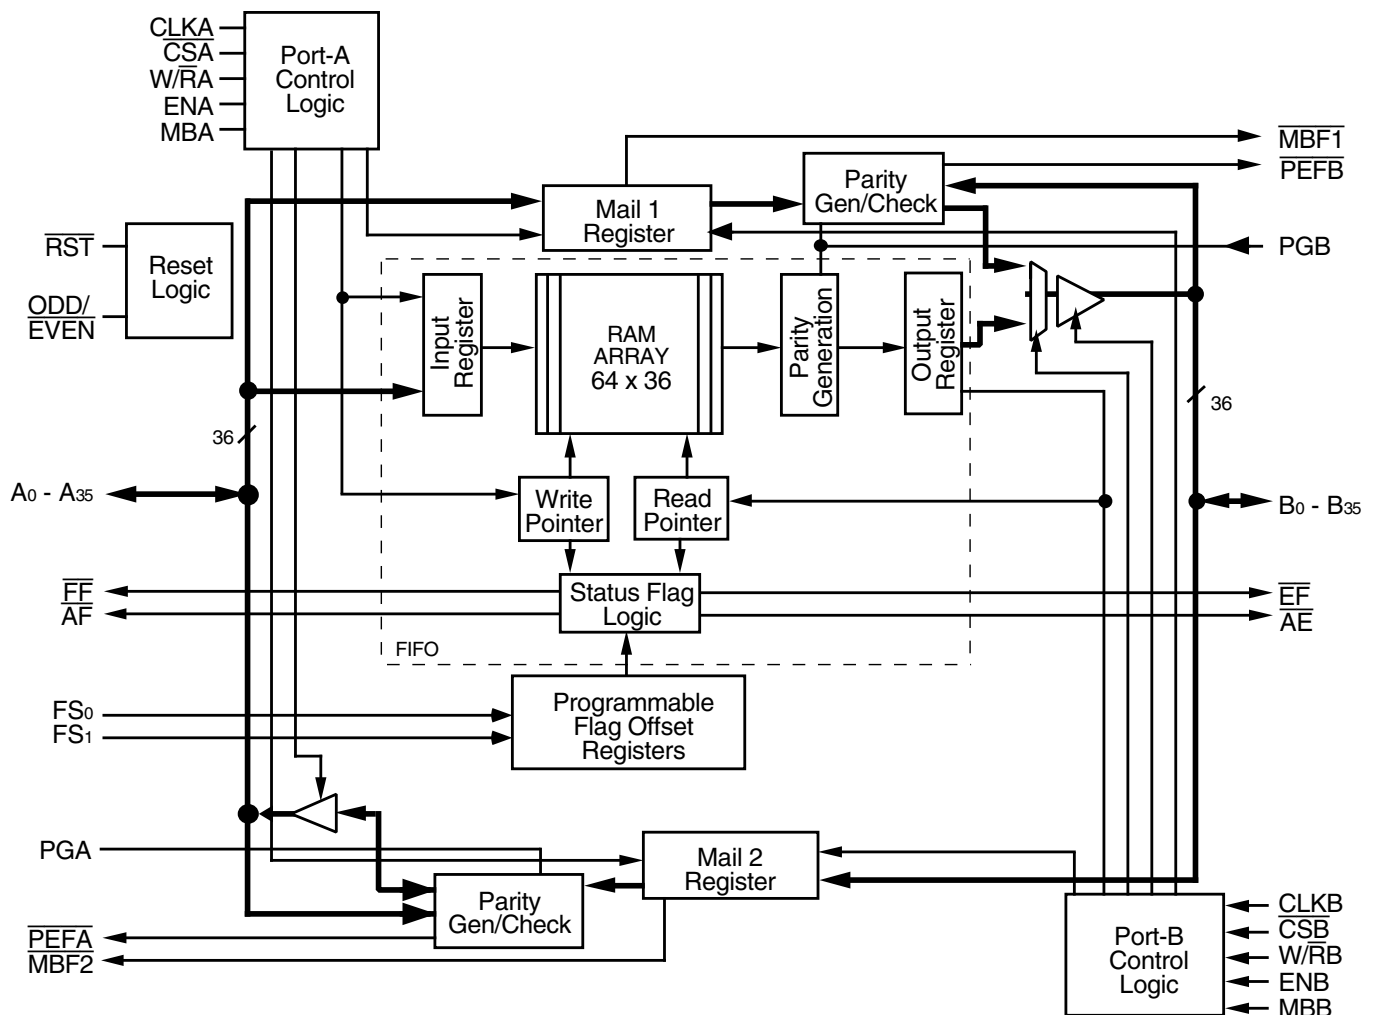 CLKA
CSA
W/RA
ENA
MBA
Port-A
Control
Logic
MBF1
PEFB
Parity
Gen/Check
Mail 1
Register
PGB
RST
ODD/
EVEN
Reset
Logic
Input
Register
RAM
ARRAY
64 x 36
Parity
Generation
Output
Register
36
36
A0 - A35
Write
Pointer
Read
Pointer
B0 - B35
FF
AF
Status Flag
Logic
EF
AE
FIFO
FS0
FS1
Programmable
Flag Offset
Registers
PGA
Mail 2
Register
Parity
Gen/Check
PEFA
MBF2
Port-B
Control
Logic
CLKB
CSB
W/RB
ENB
MBB